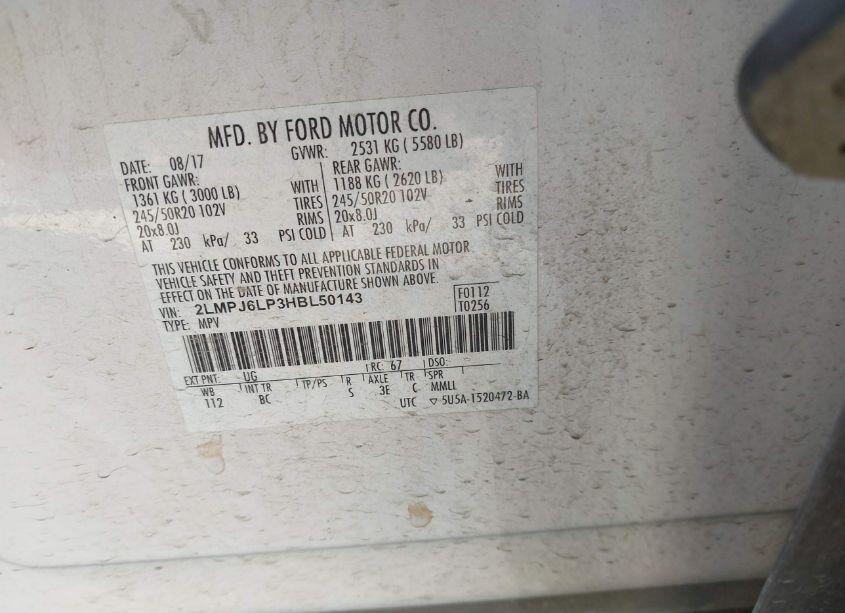 MFD. BY FORD MOTOR CO.
DATE: 08/17 GVWR: 2531 KG ( 5580 LB)
FRONT GAWR: REAR GAWR:
1361 KG ( 3000 LB) WITH 1188 KG ( 2620 LB) WITH
245/50R20 102V TIRES 245/50R20 102V TIRES
20x8.0J RIMS 20x8.0J RIMS
AT 230 kPa/ 33 PSI COLD AT 230 kPa/ 33 PSI COLD
THIS VEHICLE CONFORMS TO ALL APPLICABLE FEDERAL MOTOR
VEHICLE SAFETY AND THEFT PREVENTION STANDARDS IN
EFFECT ON THE DATE OF MANUFACTURE SHOWN ABOVE.
VIN: 2LMPJ6LP3HBL50143 F0112
TYPE: MPV T0256
EXT PNT: UG RC: 67 DSO:
WB INT TR TP/PS R AXLE TR SPR
112 BC S 3E C MMLL
UTC ▽ 5U5A-1520472-BA